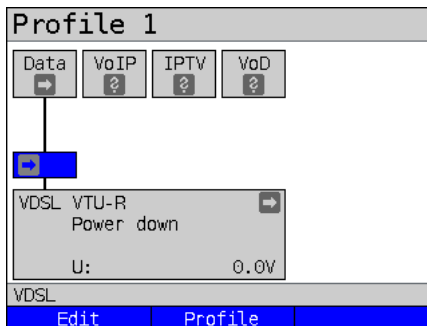 Profile 1
Data VoIP IPTV VoD
VDSL VTU-R
Power down
U: 0.0V
VDSL
Edit Profile